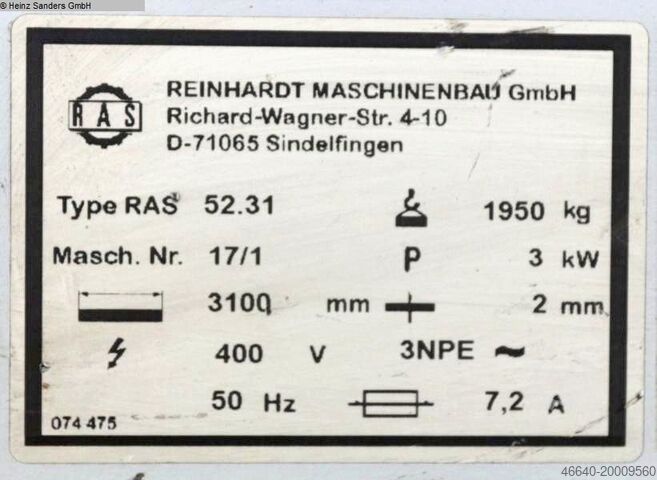 © Heinz Sanders GmbH
RAS
REINHARDT MASCHINENBAU GmbH
Richard-Wagner-Str. 4-10
D-71065 Sindelfingen
Type RAS 52.31 1950 kg
Masch. Nr. 17/1 P 3 kW
3100 mm 2 mm
400 V 3NPE ~
50 Hz 7,2 A
074 475
46640-20009560